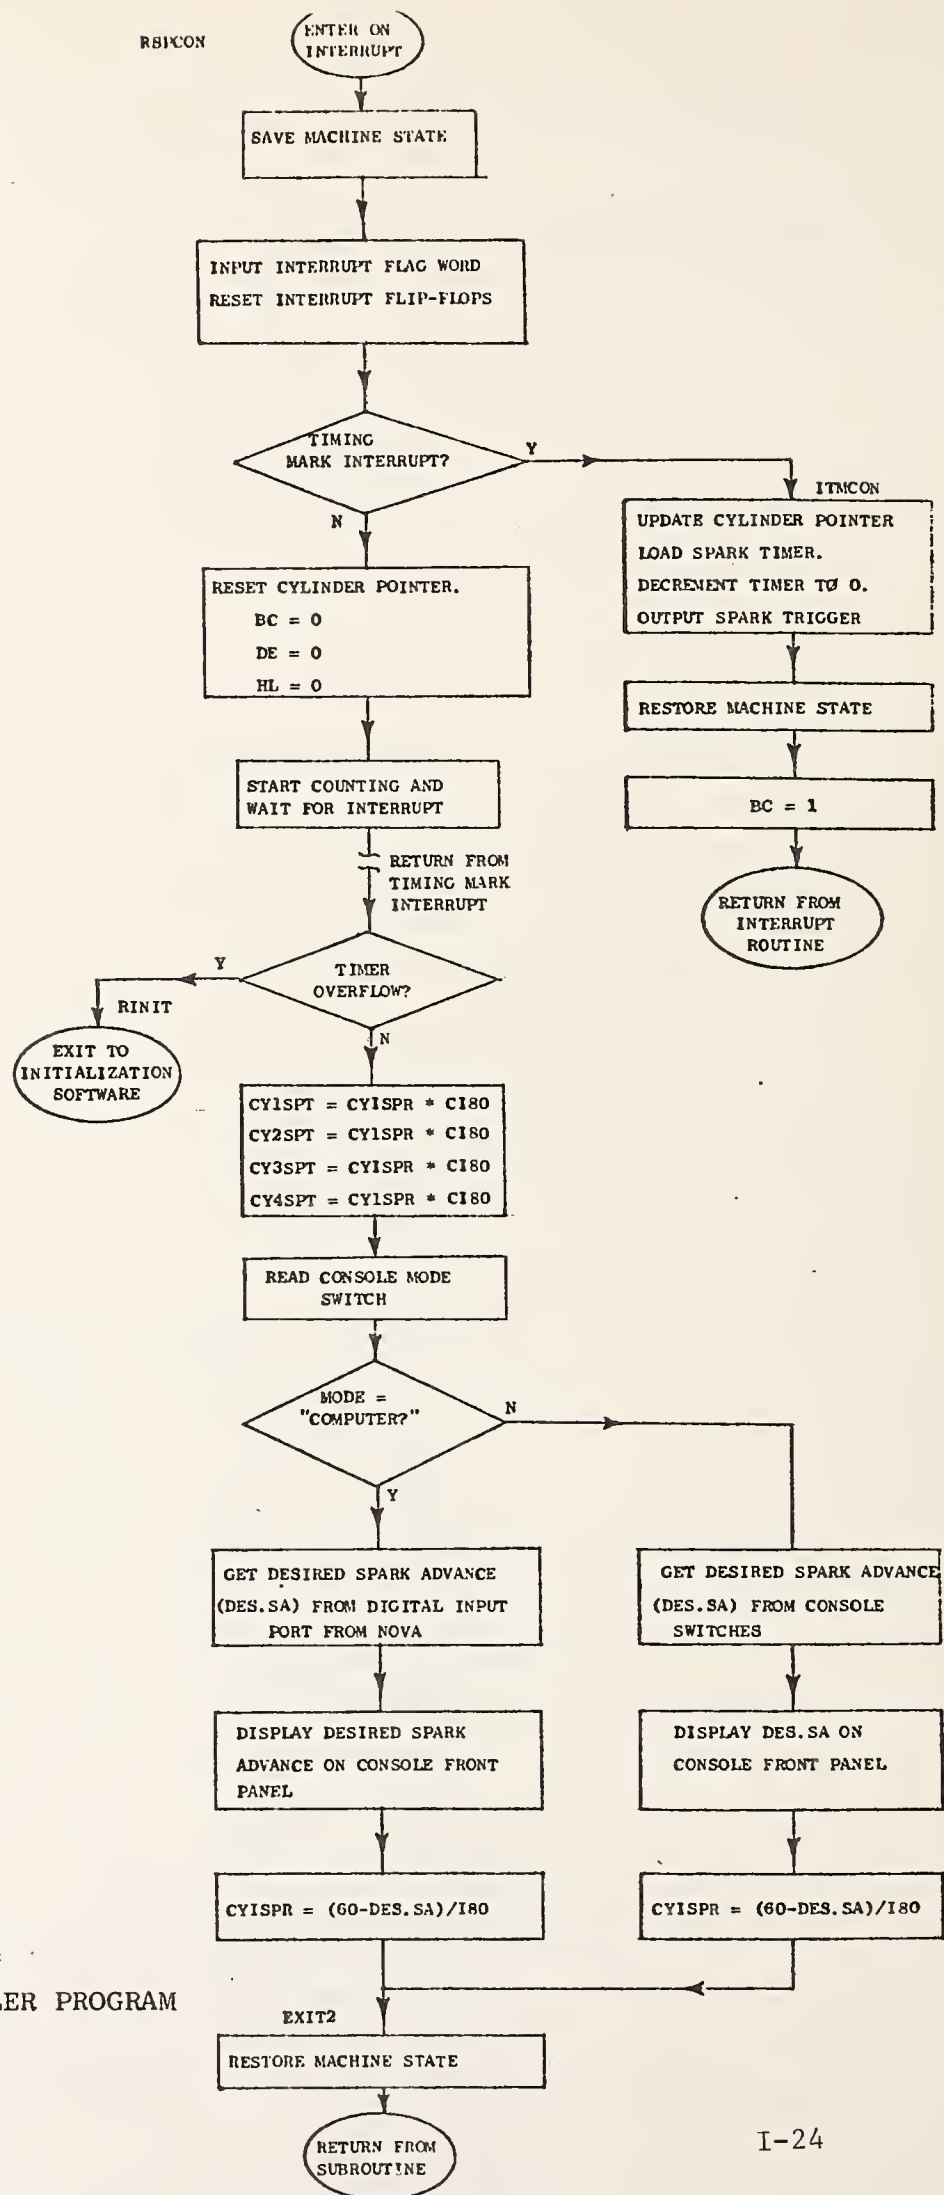 RSPCON
ENTER ON
INTERRUPT
SAVE MACHINE STATE
INPUT INTERRUPT FLAG WORD
RESET INTERRUPT FLIP-FLOPS
TIMING
MARK INTERRUPT?
Y
N
ITMCON
UPDATE CYLINDER POINTER
LOAD SPARK TIMER.
DECREMENT TIMER TO 0.
OUTPUT SPARK TRIGGER
RESTORE MACHINE STATE
BC = 1
RETURN FROM
INTERRUPT
ROUTINE
RESET CYLINDER POINTER.
BC = 0
DE = 0
HL = 0
START COUNTING AND
WAIT FOR INTERRUPT
RETURN FROM
TIMING MARK
INTERRUPT
TIMER
OVERFLOW?
Y
RINIT
EXIT TO
INITIALIZATION
SOFTWARE
N
CY1SPT = CY1SPR * C180
CY2SPT = CY1SPR * C180
CY3SPT = CY1SPR * C180
CY4SPT = CY1SPR * C180
READ CONSOLE MODE
SWITCH
MODE =
"COMPUTER?"
N
Y
GET DESIRED SPARK ADVANCE
(DES.SA) FROM DIGITAL INPUT
PORT FROM NOVA
DISPLAY DESIRED SPARK
ADVANCE ON CONSOLE FRONT
PANEL
CY1SPR = (60-DES.SA)/180
GET DESIRED SPARK ADVANCE
(DES.SA) FROM CONSOLE
SWITCHES
DISPLAY DES.SA ON
CONSOLE FRONT PANEL
CY1SPR = (60-DES.SA)/180
LER PROGRAM
EXIT2
RESTORE MACHINE STATE
RETURN FROM
SUBROUTINE
I-24